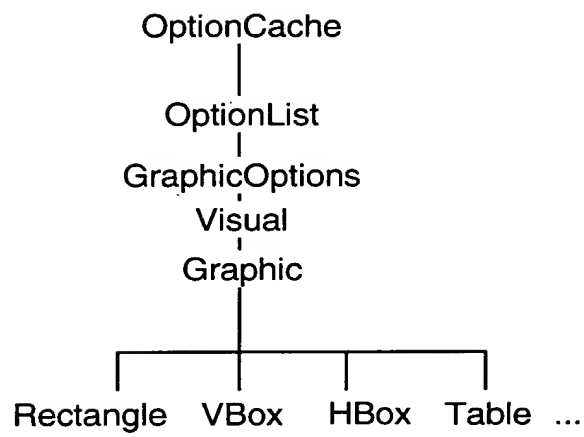 OptionCache
OptionList
GraphicOptions
Visual
Graphic
Rectangle VBox HBox Table ...